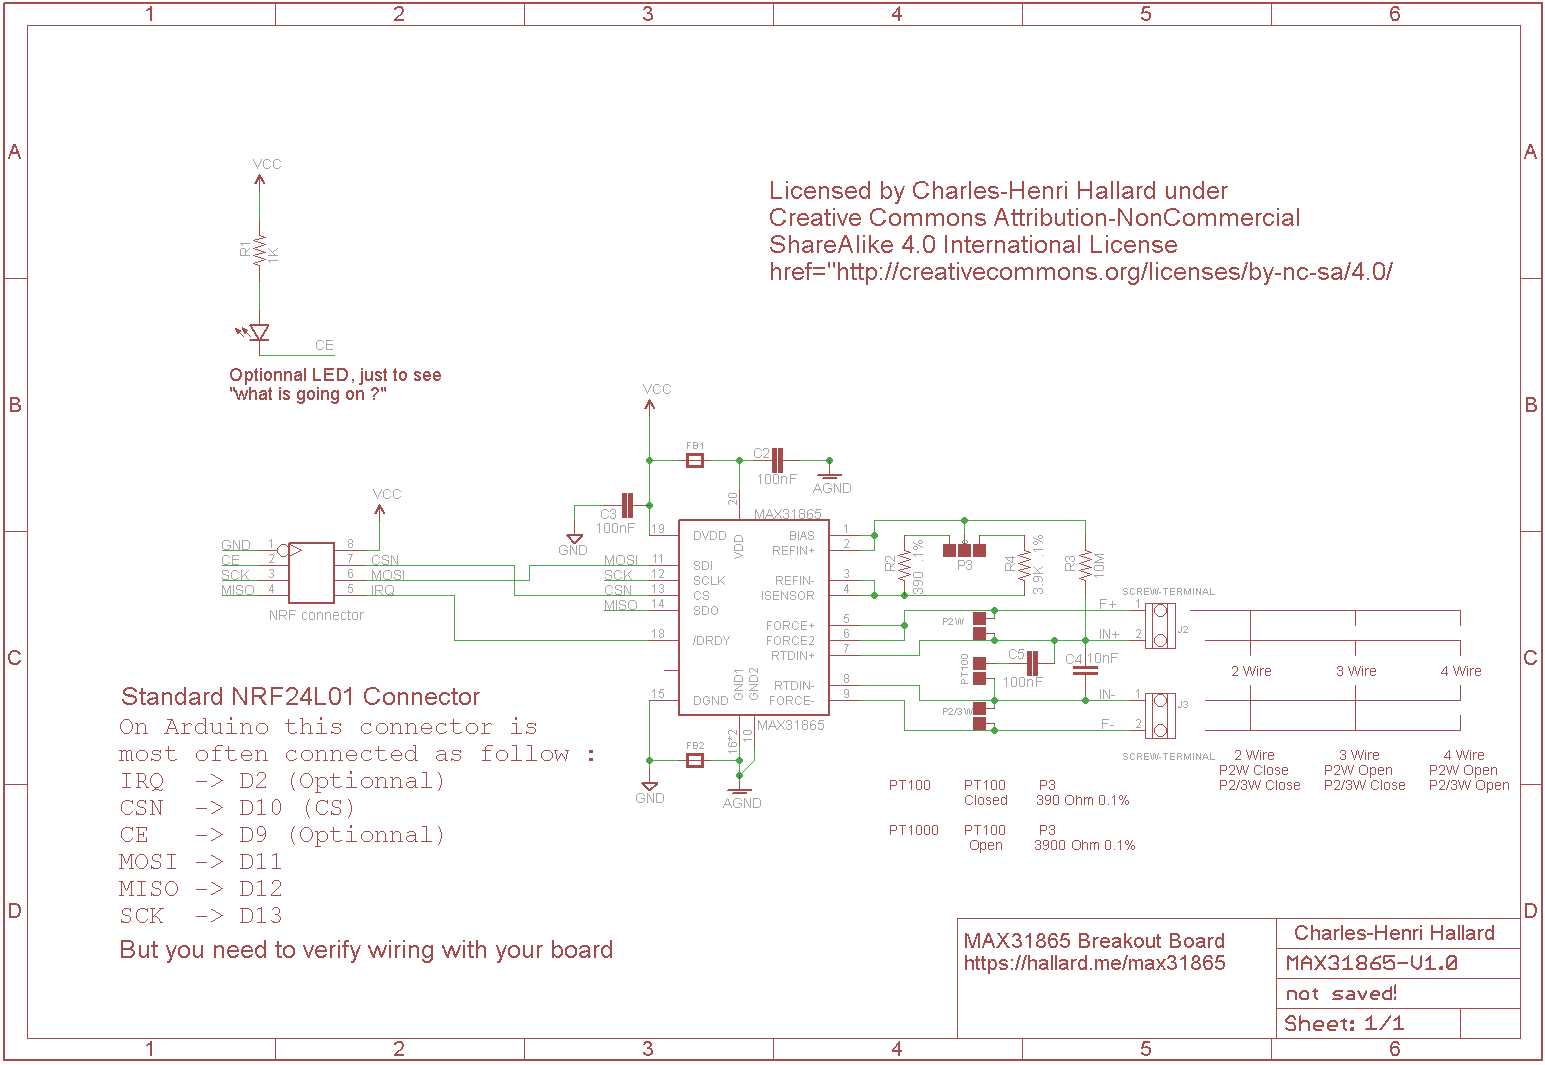 1 2 3 4 5 6
A A
VCC
R1
1K
CE
Optionnal LED, just to see
"what is going on ?"
Licensed by Charles-Henri Hallard under
Creative Commons Attribution-NonCommercial
ShareAlike 4.0 International License
href="http://creativecommons.org/licenses/by-nc-sa/4.0/
B B
VCC
FB1
C2
100nF
AGND
20
C3
100nF
GND
VCC
GND 1 8
CE 2 7 CSN
SCK 3 6 MOSI
MISO 4 5 IRQ
NRF connector
MAX31865
19 DVDD
VDD
MOSI 11 SDI
SCK 12 SCLK
CSN 13 CS
MISO 14 SDO
18 /DRDY
15 DGND
GND1
GND2
BIAS 1
REFIN+ 2
REFIN- 3
ISENSOR 4
FORCE+ 5
FORCE2 6
RTDIN+ 7
RTDIN- 8
FORCE- 9
MAX31865
16*2
10
FB2
GND
AGND
R2
390 .1%
P3
R4
3.9K .1%
R3
10M
P2W
PT100
P2/3W
C5
100nF
C4
10nF
SCREW-TERMINAL
F+ 1
IN+ 2
J2
IN- 1
F- 2
J3
SCREW-TERMINAL
C C
2 Wire 3 Wire 4 Wire
2 Wire 3 Wire 4 Wire
P2W Close P2W Open P2W Open
P2/3W Close P2/3W Close P2/3W Open
PT100 PT100 P3
Closed 390 Ohm 0.1%
PT1000 PT100 P3
Open 3900 Ohm 0.1%
Standard NRF24L01 Connector
On Arduino this connector is
most often connected as follow :
IRQ -> D2 (Optionnal)
CSN -> D10 (CS)
CE -> D9 (Optionnal)
MOSI -> D11
MISO -> D12
SCK -> D13
But you need to verify wiring with your board
D D
MAX31865 Breakout Board
https://hallard.me/max31865
Charles-Henri Hallard
MAX31865-V1.0
not saved!
Sheet: 1/1
1 2 3 4 5 6